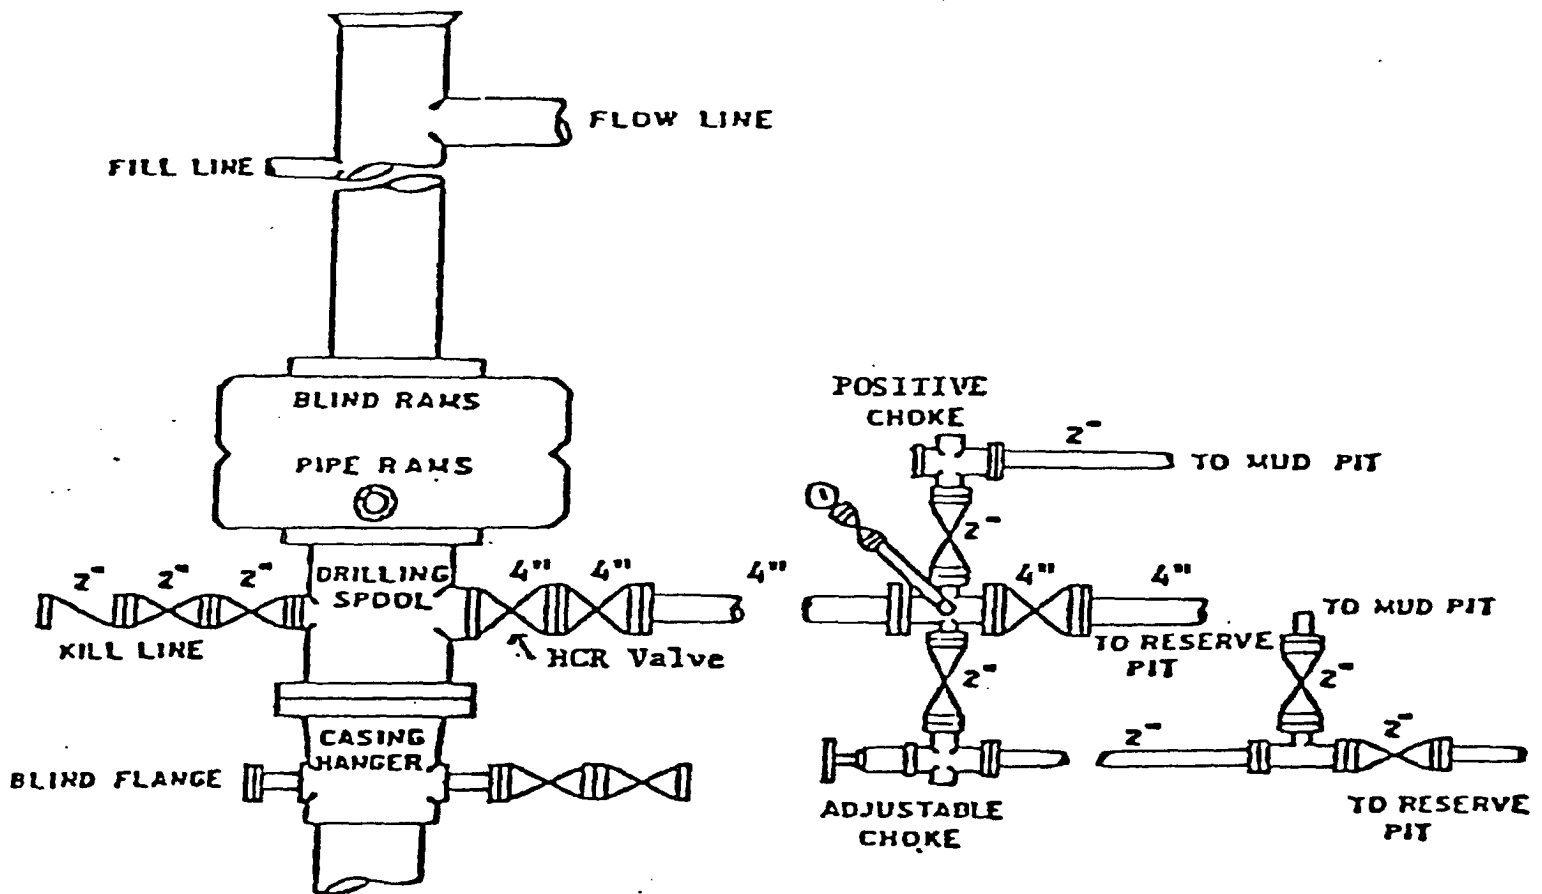 FLOW LINE
FILL LINE
BLIND RAMS
PIPE RAMS
DRILLING
SPOOL
2"
2"
2"
KILL LINE
4"
4"
4"
HCR Valve
CASING
HANGER
BLIND FLANGE
POSITIVE
CHOKE
2"
TO MUD PIT
2"
4"
4"
TO RESERVE
PIT
2"
ADJUSTABLE
CHOKE
TO MUD PIT
2"
2"
2"
TO RESERVE
PIT